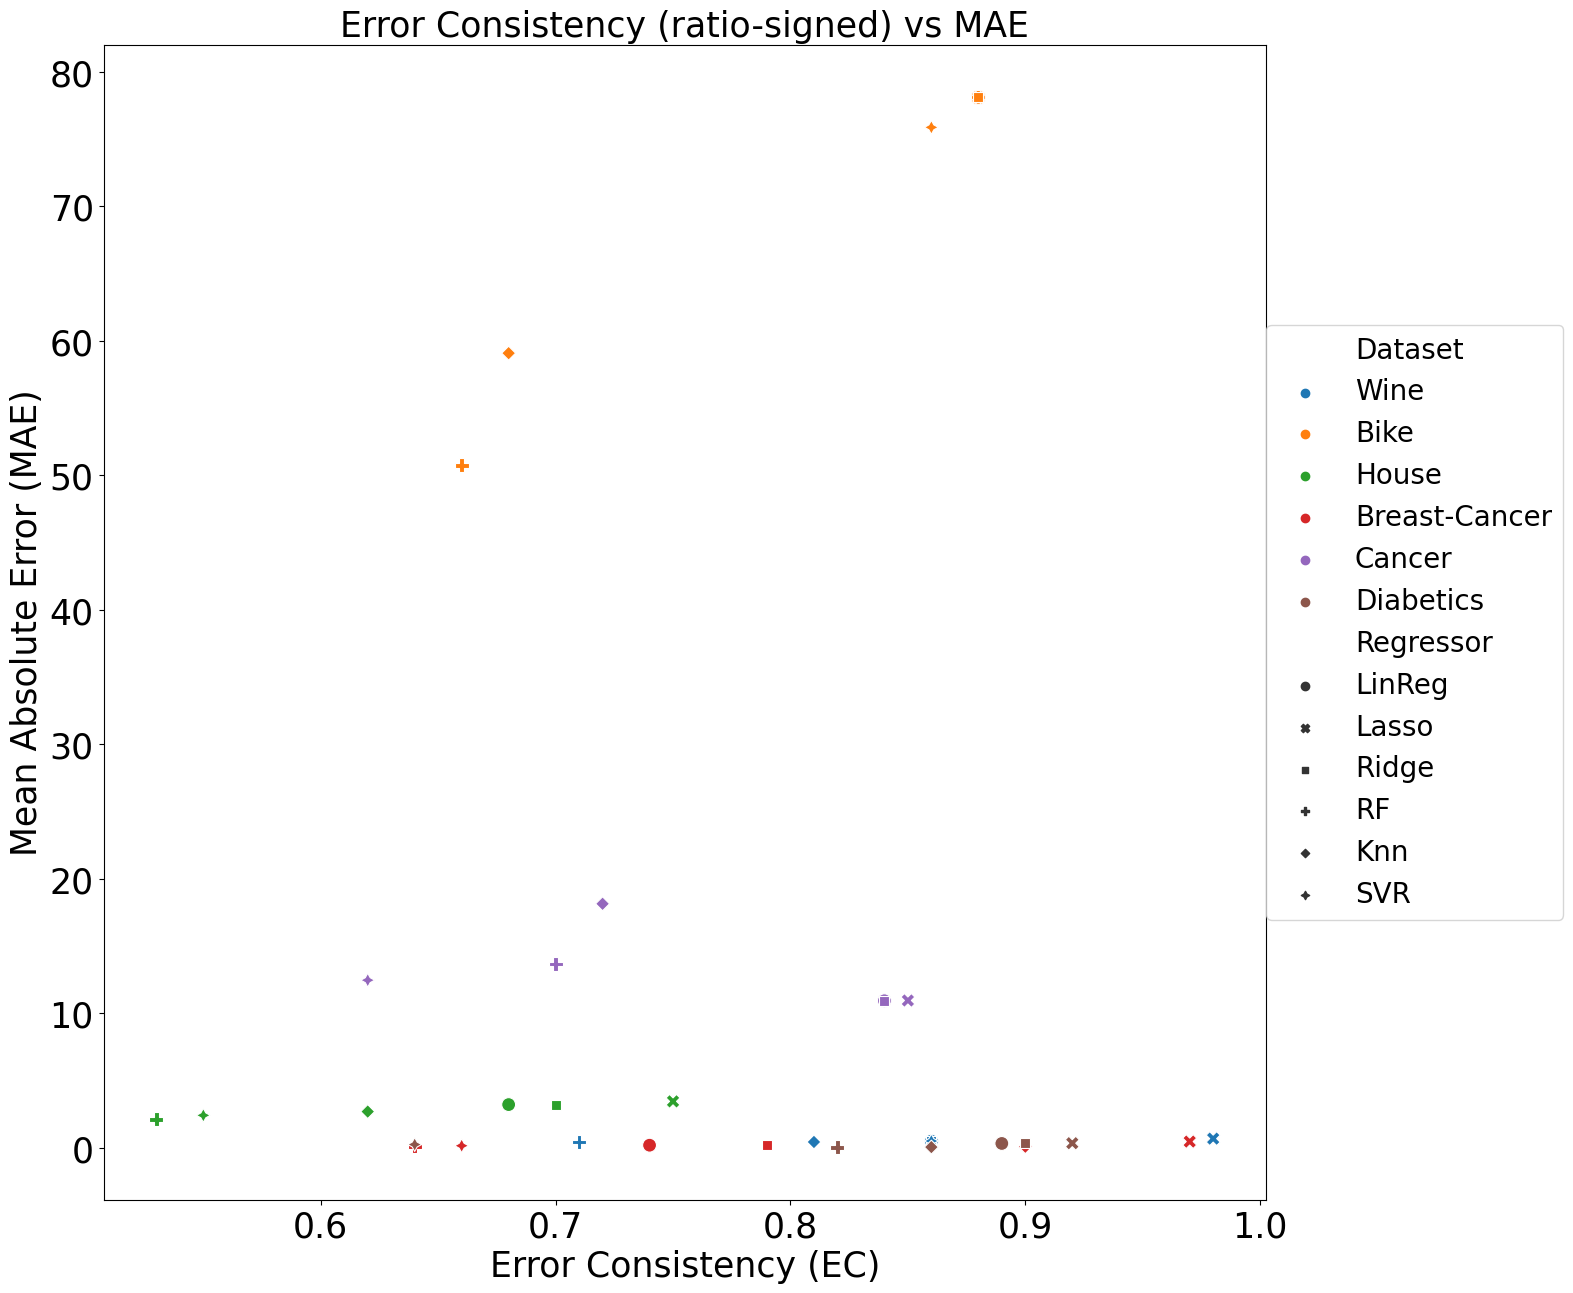 Error Consistency (ratio-signed) vs MAE
Mean Absolute Error (MAE)
80
70
60
50
40
30
20
10
0
0.6
0.7
0.8
0.9
1.0
Error Consistency (EC)
Dataset
Wine
Bike
House
Breast-Cancer
Cancer
Diabetics
Regressor
LinReg
Lasso
Ridge
RF
Knn
SVR